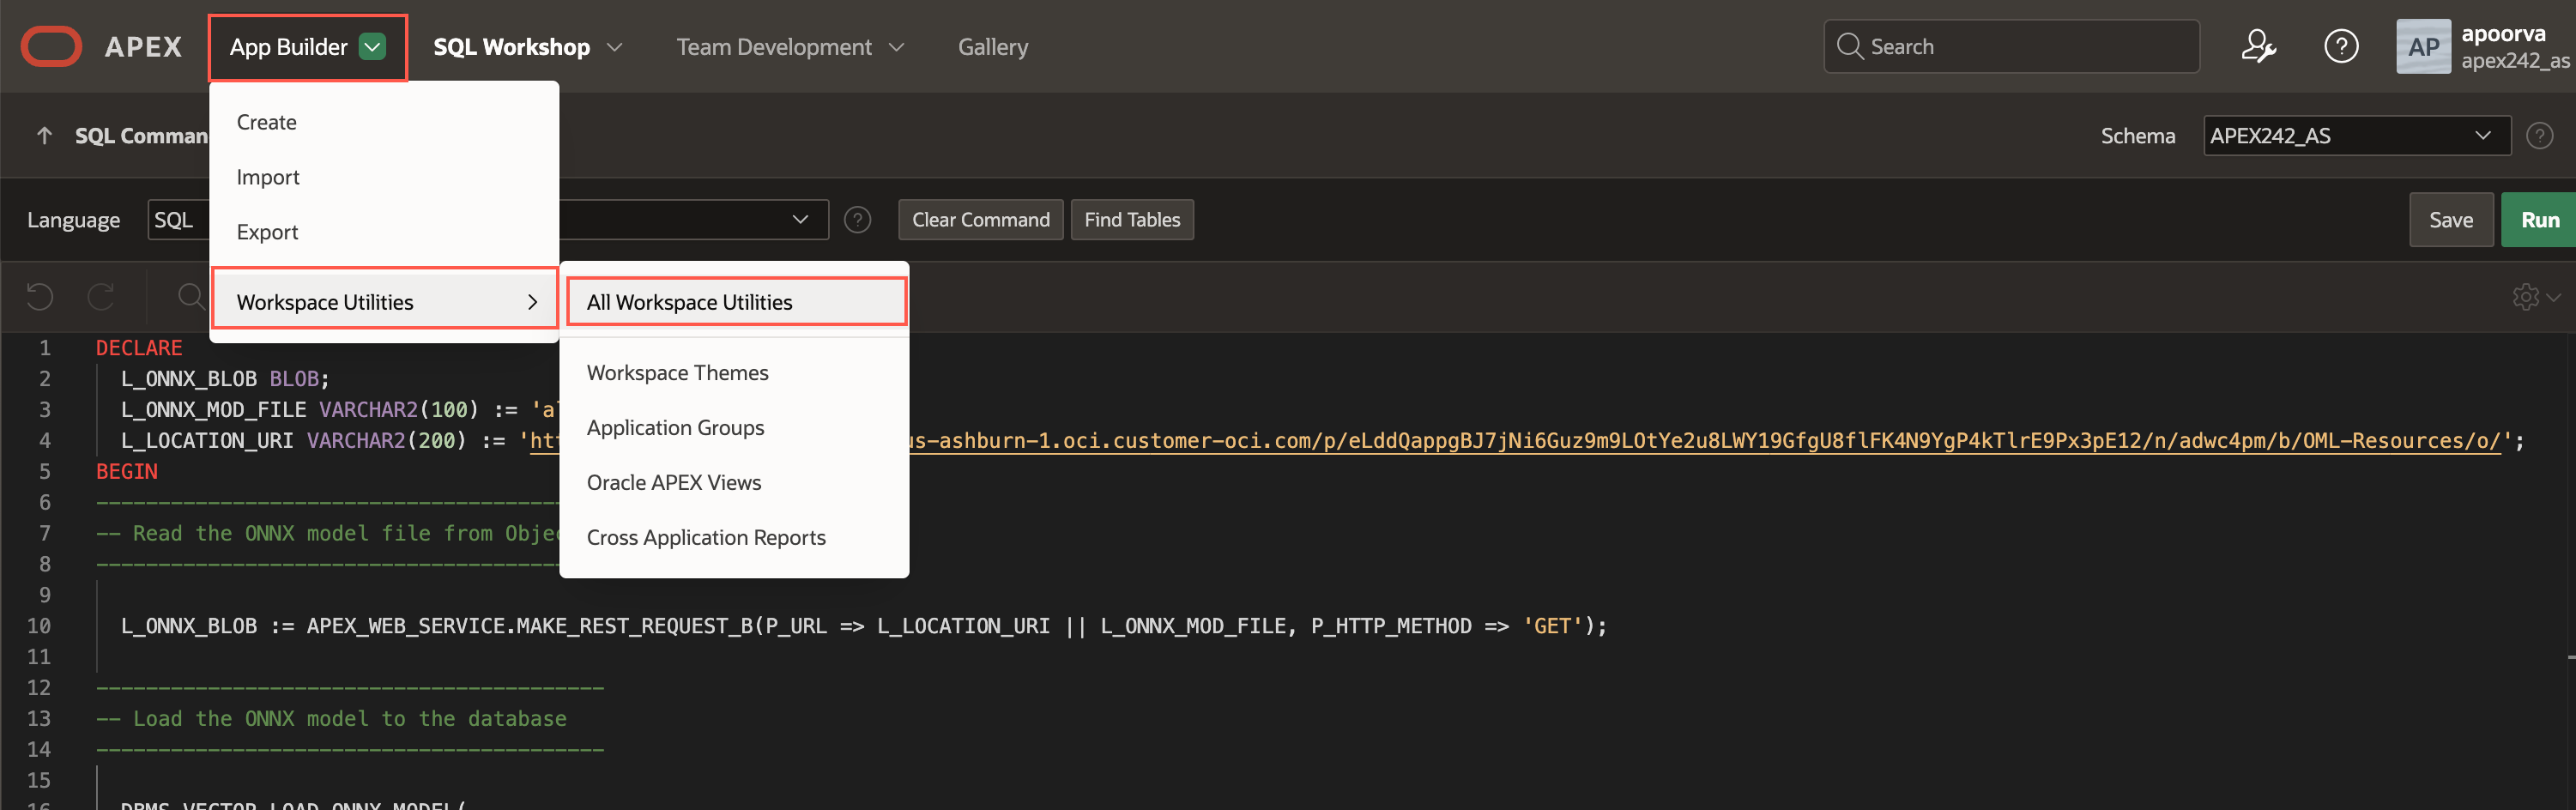 APEX App Builder SQL Workshop Team Development Gallery Search AP apoorva
apex242_as
Create
SQL Comman Schema APEX242_AS
Import
Language SQL Export Clear Command Find Tables Save Run
Workspace Utilities All Workspace Utilities
1 DECLARE
Workspace Themes
2 L_ONNX_BLOB BLOB;
3 L_ONNX_MOD_FILE VARCHAR2(100) := 'a
Application Groups
4 L_LOCATION_URI VARCHAR2(200) := 'ht us-ashburn-1.oci.customer-oci.com/p/eLddQappgBJ7jNi6Guz9m9LOtYe2u8LWY19GfgU8flFK4N9YgP4kTlrE9Px3pE12/n/adwc4pm/b/OML-Resources/o/';
5 BEGIN
Oracle APEX Views
6 --------------------------------------
7 -- Read the ONNX model file from Obje
Cross Application Reports
8 --------------------------------------
9
10 L_ONNX_BLOB := APEX_WEB_SERVICE.MAKE_REST_REQUEST_B(P_URL => L_LOCATION_URI || L_ONNX_MOD_FILE, P_HTTP_METHOD => 'GET');
11
12 -----------------------------------------
13 -- Load the ONNX model to the database
14 -----------------------------------------
15
16 DBMS_VECTOR.LOAD_ONNX_MODEL(